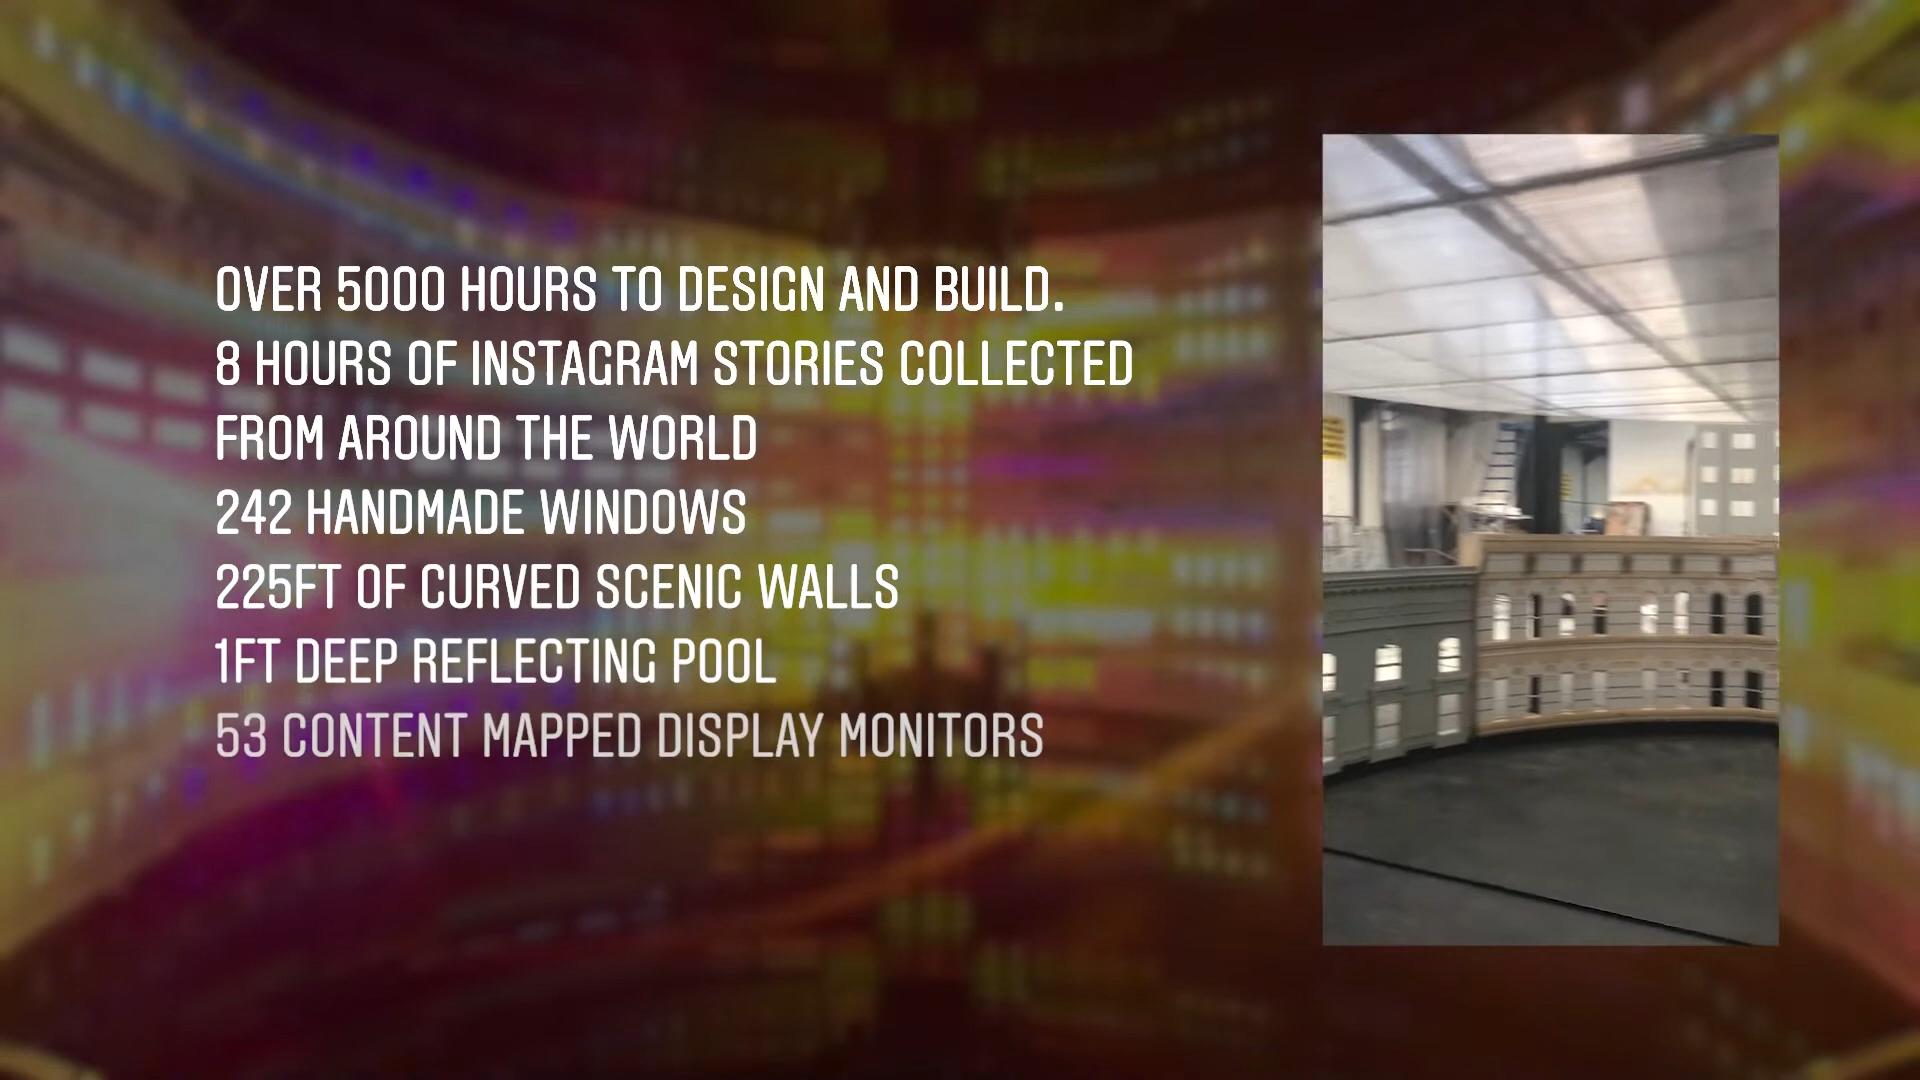 OVER 5000 HOURS TO DESIGN AND BUILD.
8 HOURS OF INSTAGRAM STORIES COLLECTED
FROM AROUND THE WORLD
242 HANDMADE WINDOWS
225FT OF CURVED SCENIC WALLS
1FT DEEP REFLECTING POOL
53 CONTENT MAPPED DISPLAY MONITORS